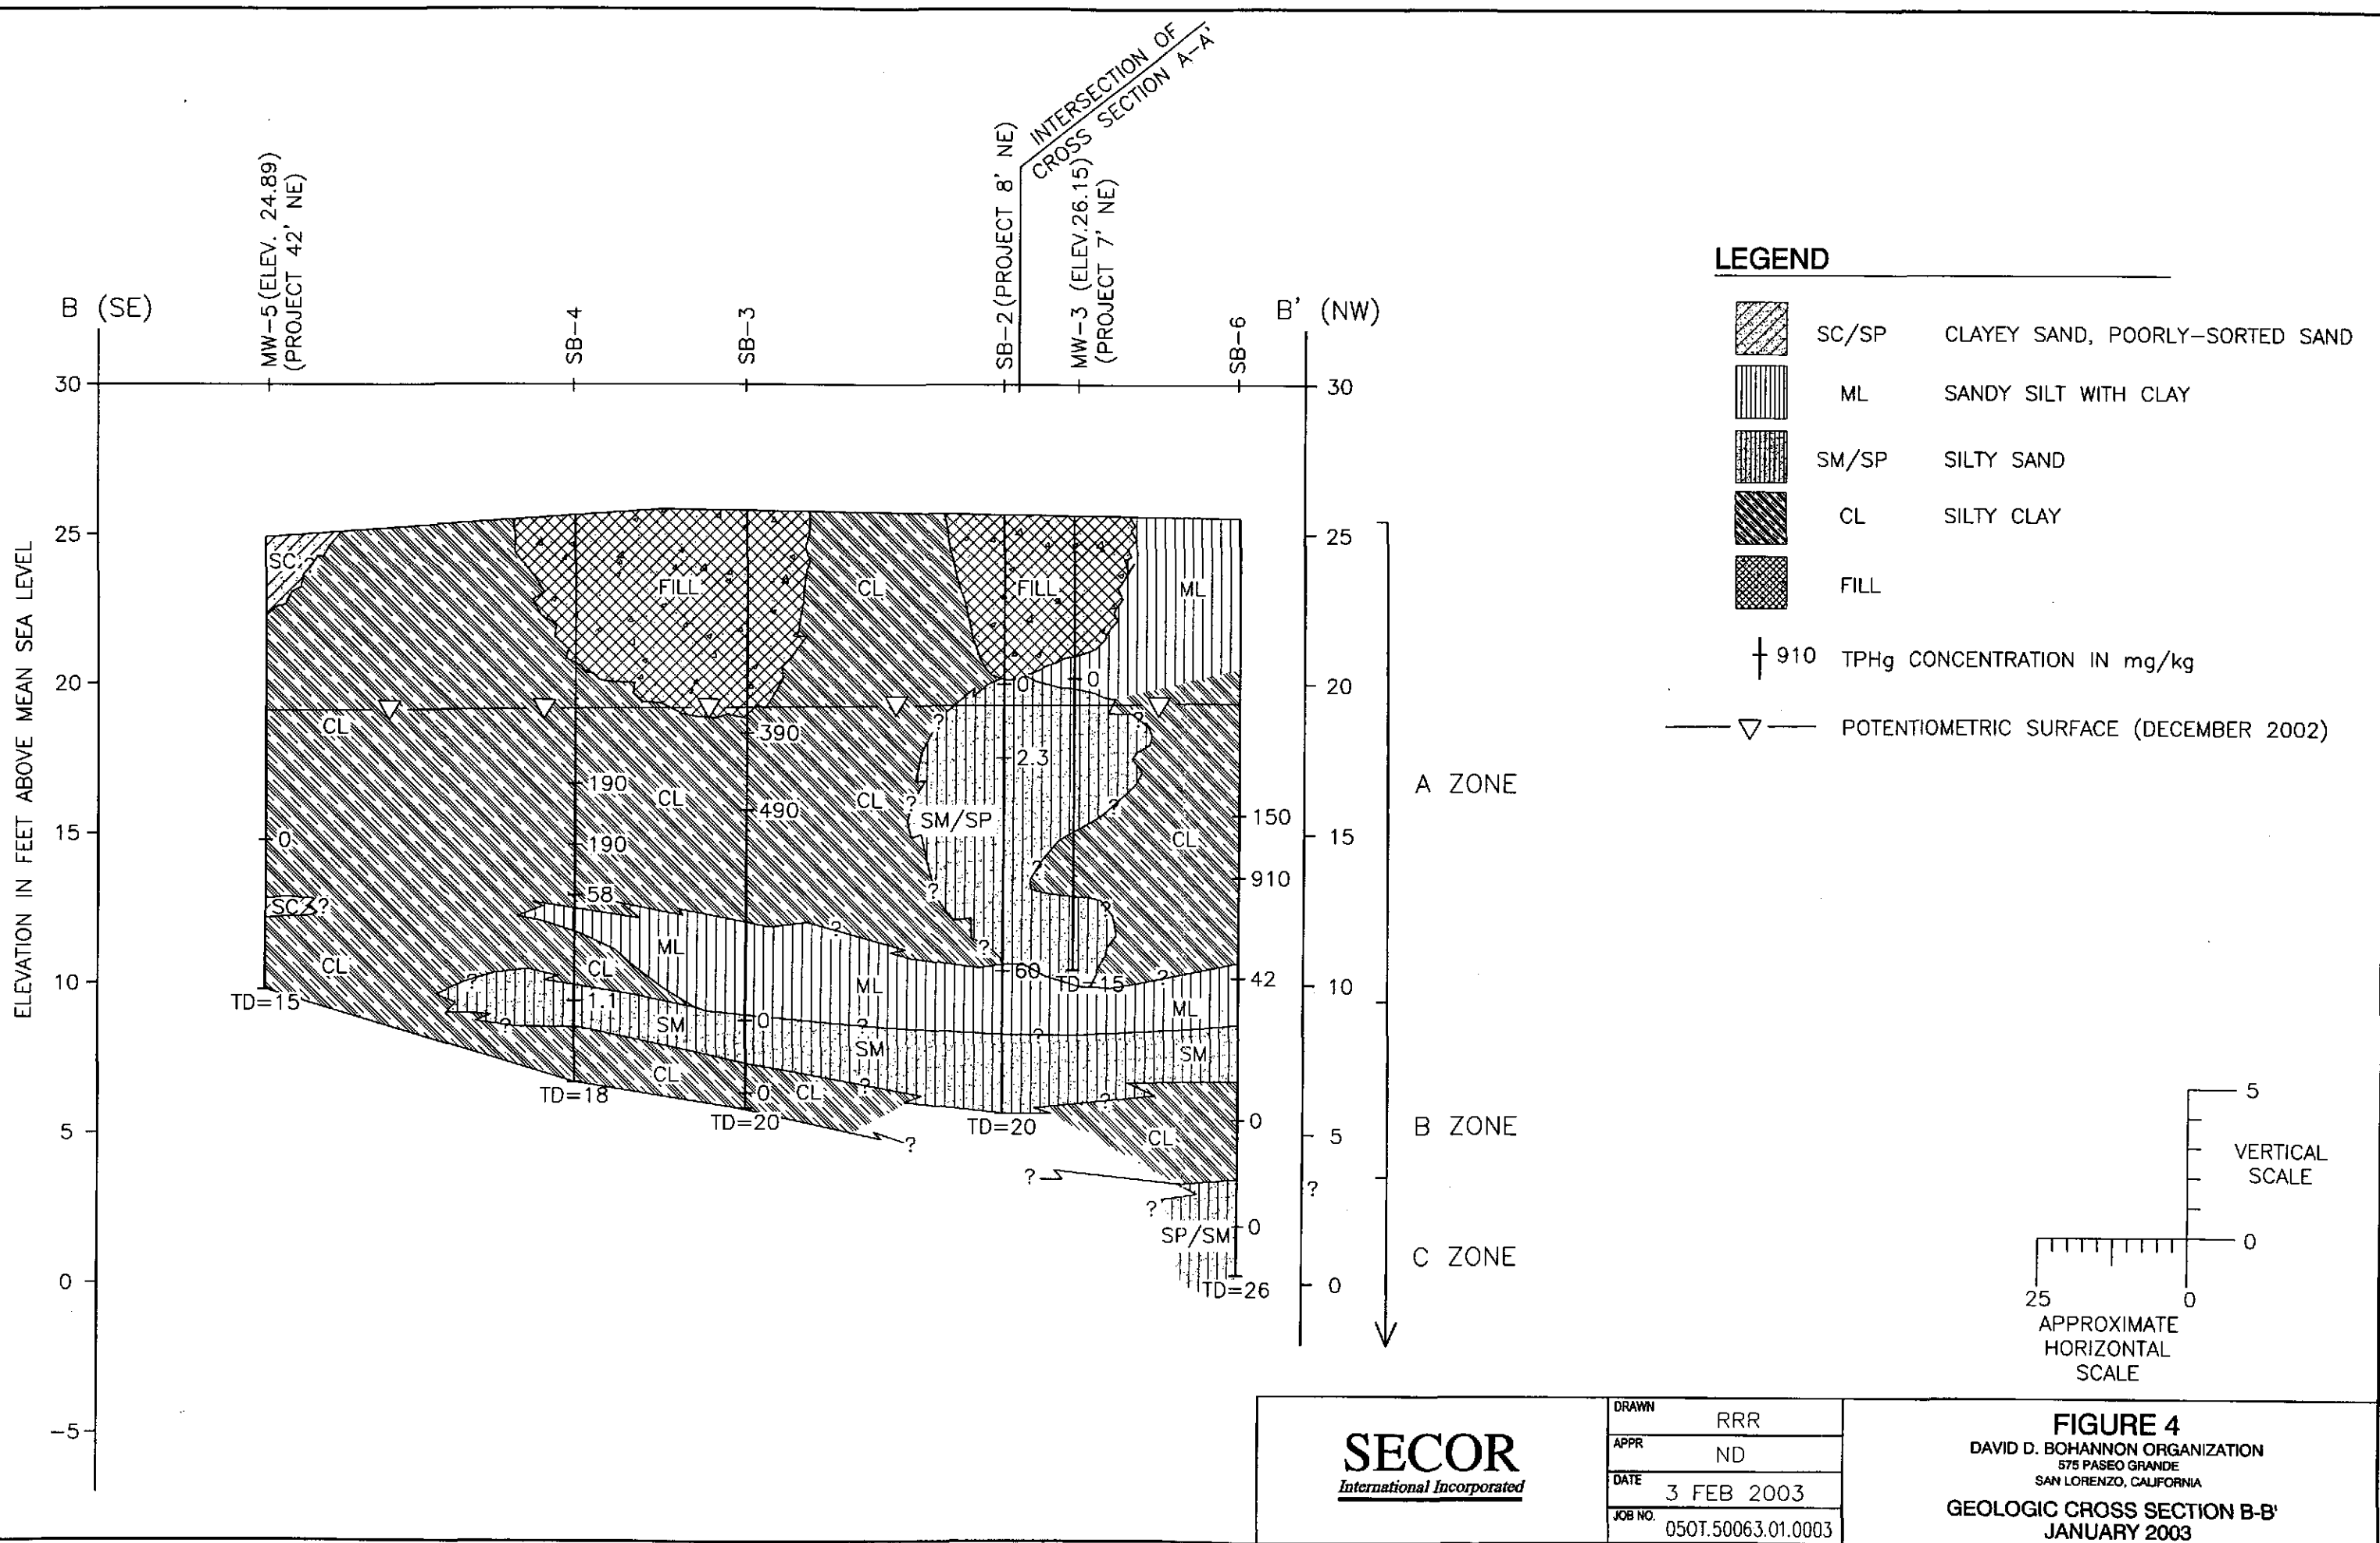 INTERSECTION OF
CROSS SECTION A-A'
MW-5 (ELEV. 24.89)
(PROJECT 42' NE)
SB-4
SB-3
SB-2 (PROJECT 8' NE)
MW-3 (ELEV.26.15)
(PROJECT 7' NE)
SB-6
B (SE)
B' (NW)
ELEVATION IN FEET ABOVE MEAN SEA LEVEL
30
25
20
15
10
5
0
-5
30
25
20
15
10
5
?
0
SC ?
FILL
CL
FILL
ML
CL
0
0
?
?
390
2.3
190
CL
490
CL
?
?
SM/SP
150
0
190
CL
?
910
58
?
SC ?
?
?
ML
?
?
CL
CL
?
ML
60
TD=15
?
42
TD=15
1.1
SM
0
?
?
ML
?
SM
SM
CL
0
CL
?
?
TD=18
TD=20
TD=20
0
CL
?
?
?
SP/SM
0
TD=26
A ZONE
B ZONE
C ZONE
LEGEND
SC/SP CLAYEY SAND, POORLY-SORTED SAND
ML SANDY SILT WITH CLAY
SM/SP SILTY SAND
CL SILTY CLAY
FILL
910 TPHg CONCENTRATION IN mg/kg
POTENTIOMETRIC SURFACE (DECEMBER 2002)
5
VERTICAL
SCALE
0
25 0
APPROXIMATE
HORIZONTAL
SCALE
SECOR
International Incorporated
DRAWN RRR
APPR ND
DATE 3 FEB 2003
JOB NO. 050T.50063.01.0003
FIGURE 4
DAVID D. BOHANNON ORGANIZATION
575 PASEO GRANDE
SAN LORENZO, CALIFORNIA
GEOLOGIC CROSS SECTION B-B'
JANUARY 2003